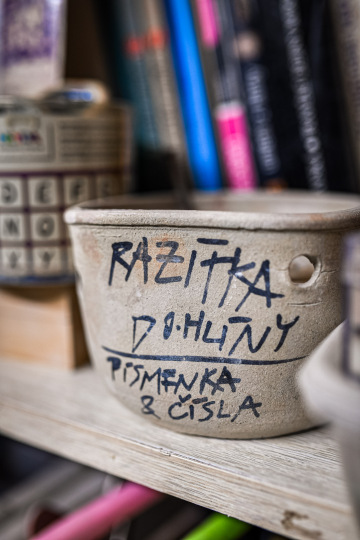 RAZÍTKA
DO HLÍNY
PÍSMENKA
& ČÍSLA
D E F
N O
X Y